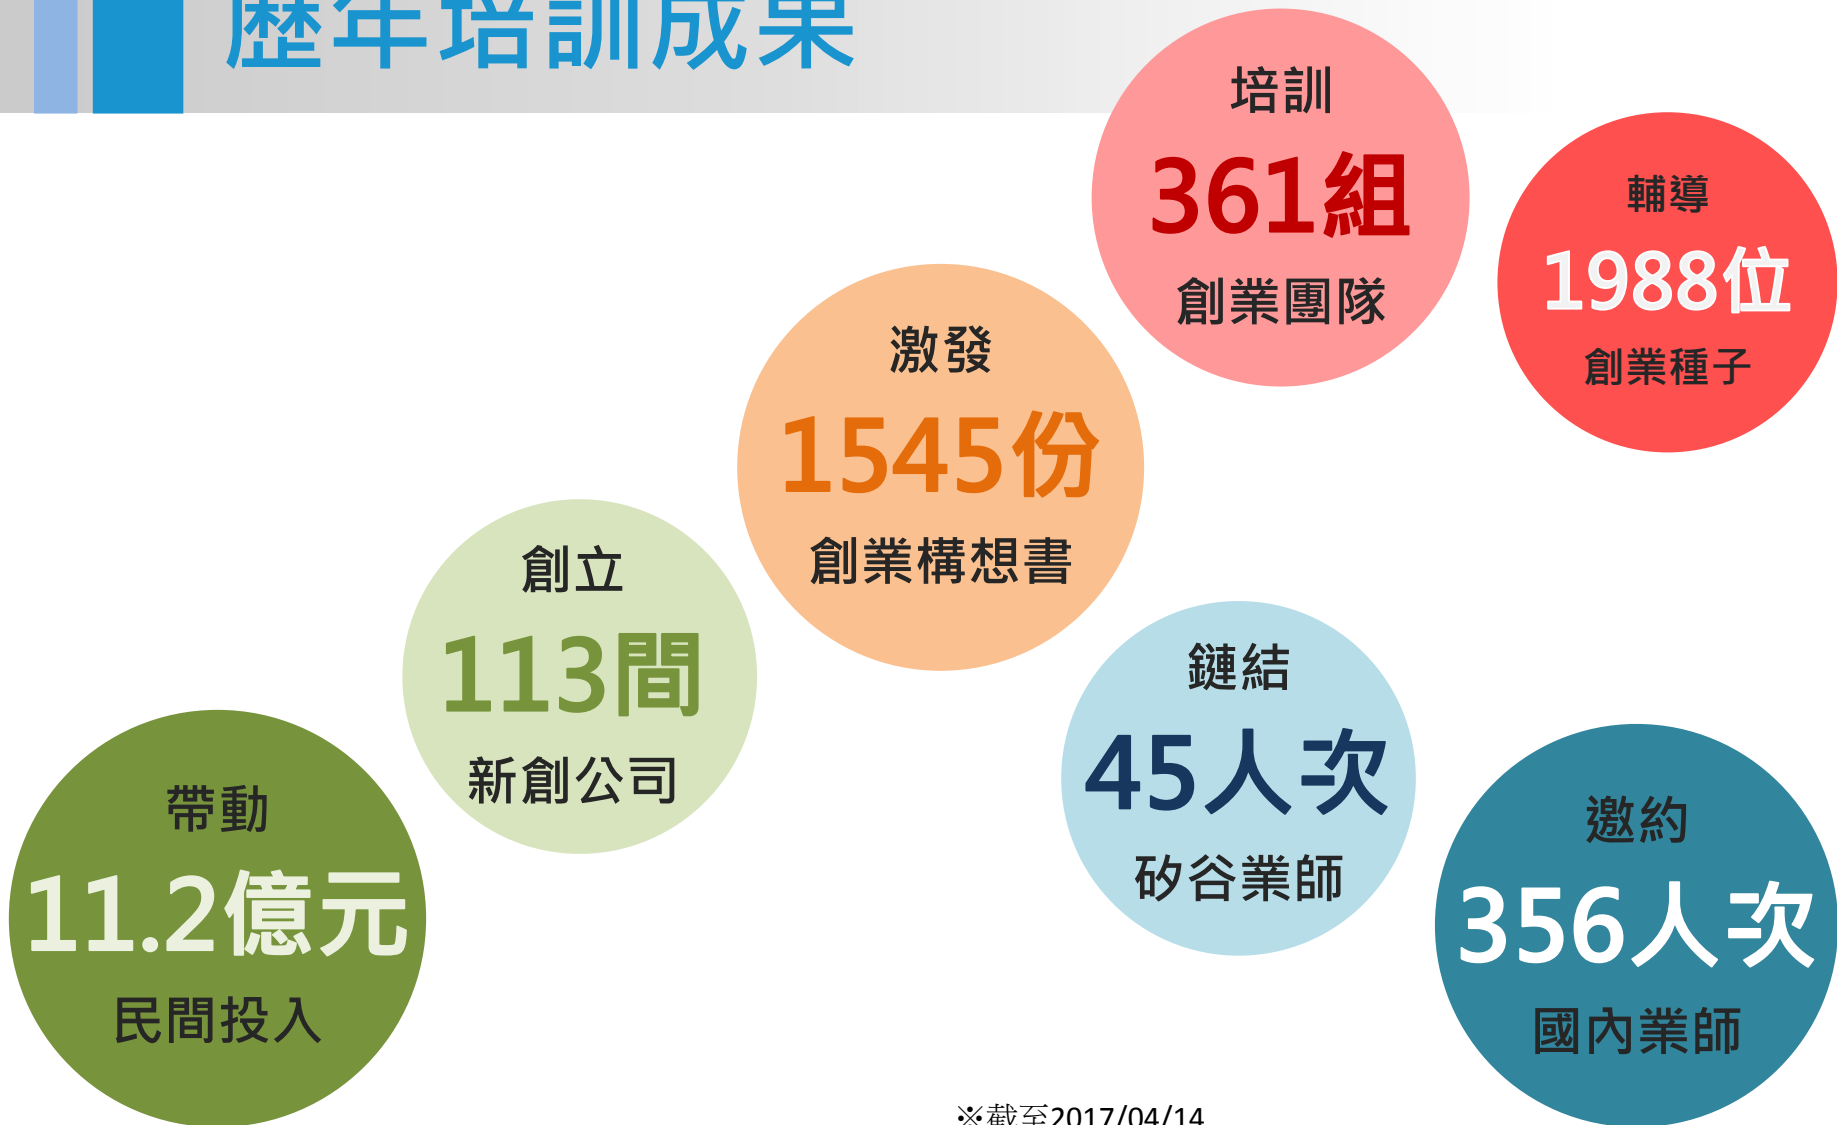 歷年培訓成果
培訓
361組
創業團隊
輔導
1988位
創業種子
激發
1545份
創業構想書
創立
113間
新創公司
鏈結
45人次
矽谷業師
帶動
11.2億元
民間投入
邀約
356人次
國內業師
※截至2017/04/14